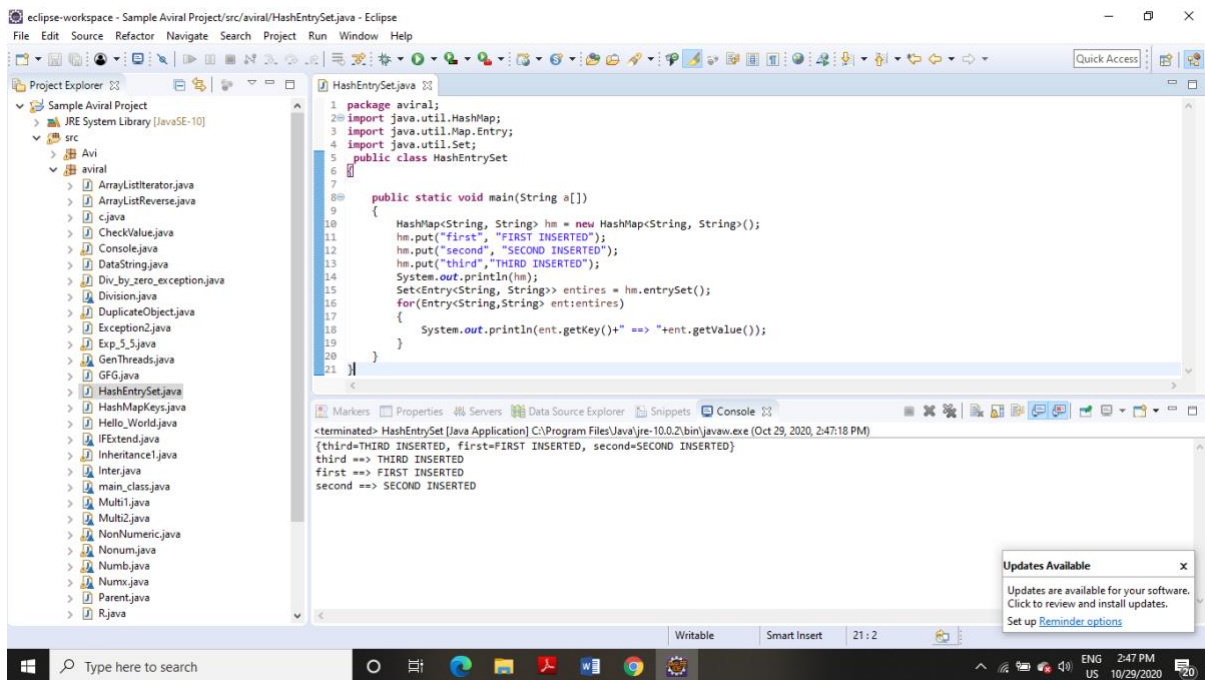 eclipse-workspace - Sample Aviral Project/src/aviral/HashEntrySet.java - Eclipse
File Edit Source Refactor Navigate Search Project Run Window Help
Quick Access
Project Explorer
Sample Aviral Project
JRE System Library [JavaSE-10]
src
Avi
aviral
ArrayListIterator.java
ArrayListReverse.java
c.java
CheckValue.java
Console.java
DataString.java
Div_by_zero_exception.java
Division.java
DuplicateObject.java
Exception2.java
Exp_5_5.java
GenThreads.java
GFG.java
HashEntrySet.java
HashMapKeys.java
Hello_World.java
IFExtend.java
Inheritance1.java
Inter.java
main_class.java
Multi1.java
Multi2.java
NonNumeric.java
Nonum.java
Numb.java
Numx.java
Parent.java
R.java
HashEntrySet.java
1 package aviral;
2 import java.util.HashMap;
3 import java.util.Map.Entry;
4 import java.util.Set;
5 public class HashEntrySet
6 {
7
8 public static void main(String a[])
9 {
10 HashMap<String, String> hm = new HashMap<String, String>();
11 hm.put("first", "FIRST INSERTED");
12 hm.put("second", "SECOND INSERTED");
13 hm.put("third","THIRD INSERTED");
14 System.out.println(hm);
15 Set<Entry<String, String>> entires = hm.entrySet();
16 for(Entry<String,String> ent:entires)
17 {
18 System.out.println(ent.getKey()+" ==> "+ent.getValue());
19 }
20 }
21 }
Markers Properties Servers Data Source Explorer Snippets Console
<terminated> HashEntrySet [Java Application] C:\Program Files\Java\jre-10.0.2\bin\javaw.exe (Oct 29, 2020, 2:47:18 PM)
{third=THIRD INSERTED, first=FIRST INSERTED, second=SECOND INSERTED}
third ==> THIRD INSERTED
first ==> FIRST INSERTED
second ==> SECOND INSERTED
Updates Available x
Updates are available for your software.
Click to review and install updates.
Set up Reminder options
Writable Smart Insert 21 : 2
Type here to search
ENG 2:47 PM
US 10/29/2020
20